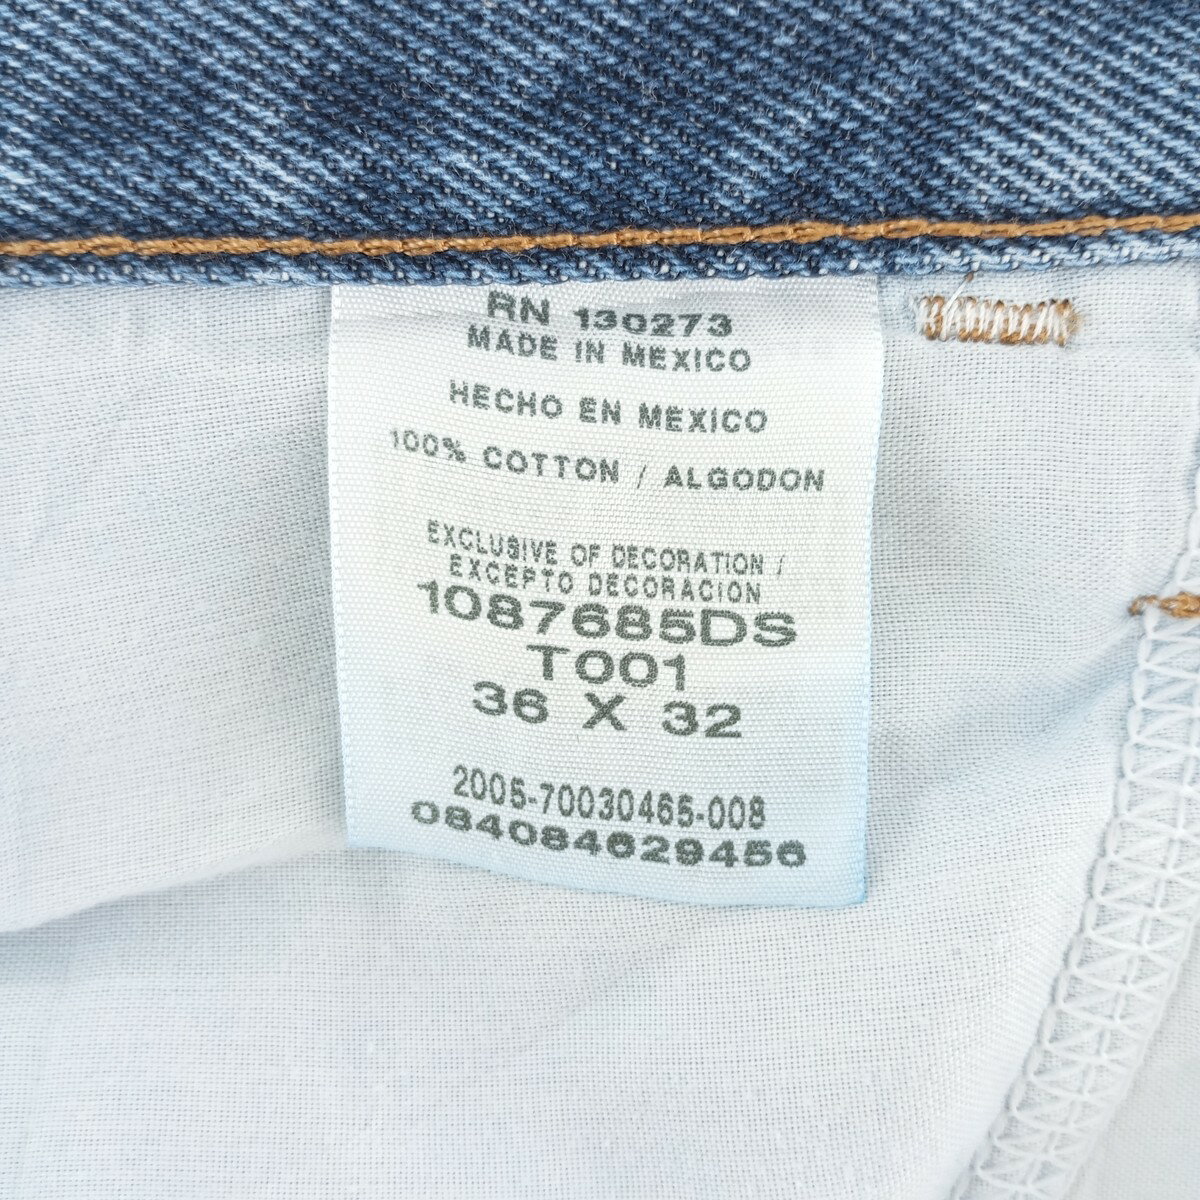 RN 130273
MADE IN MEXICO
HECHO EN MEXICO
100% COTTON / ALGODON
EXCLUSIVE OF DECORATION /
EXCEPTO DECORACION
1087685DS
T001
36 X 32
2005-70030465-008
084084629456